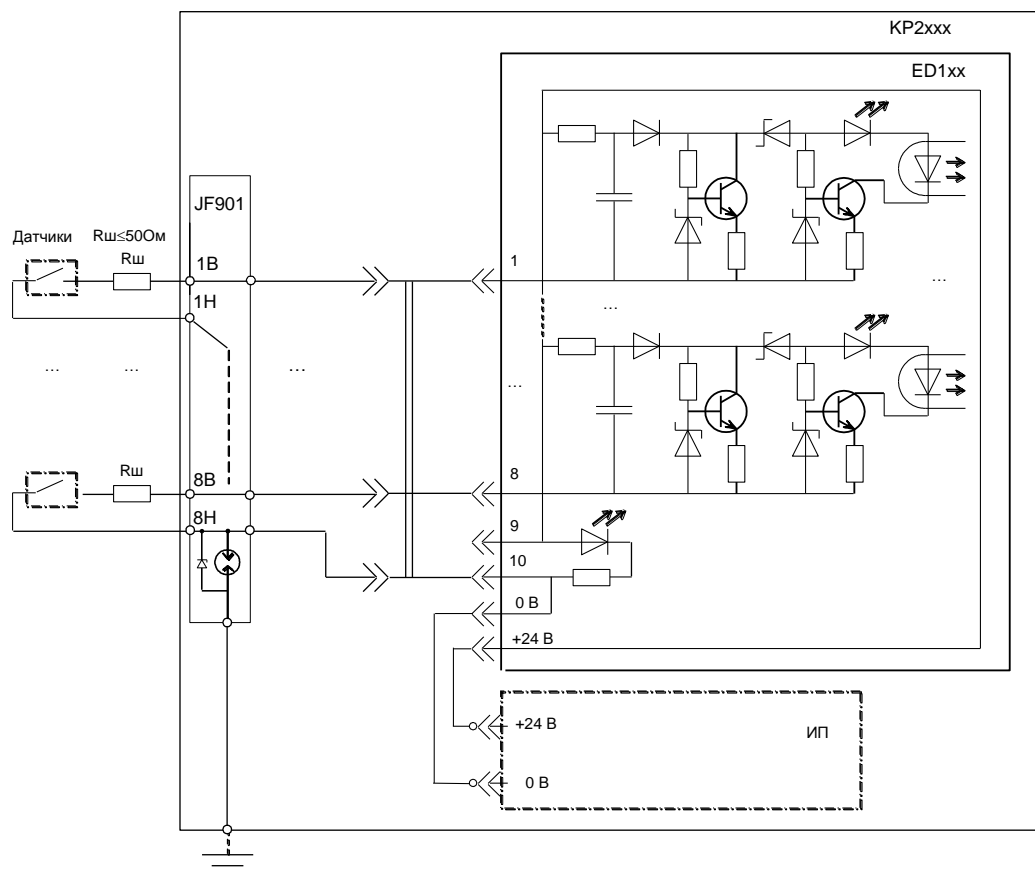 KP2xxx
ED1xx
JF901
Датчики
Rш≤50Ом
Rш
1В
1Н
1
...
...
...
...
...
...
Rш
8В
8
8Н
9
10
0 В
+24 В
+24 В
ИП
0 В